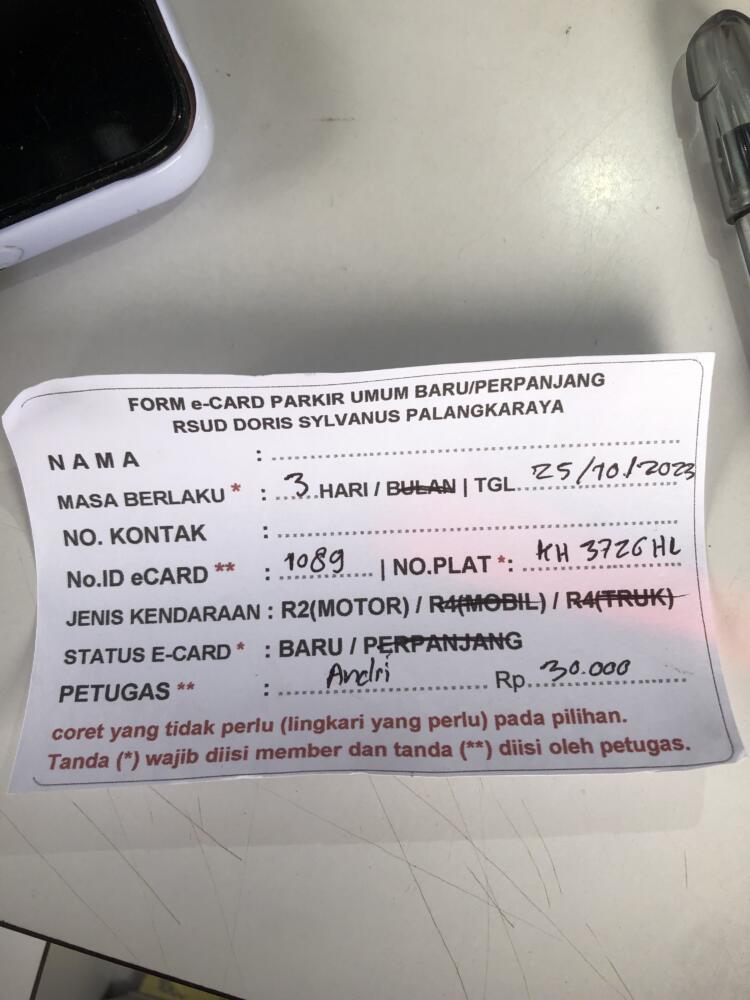 FORM e-CARD PARKIR UMUM BARU/PERPANJANG
RSUD DORIS SYLVANUS PALANGKARAYA
NAMA :
MASA BERLAKU * : 3 HARI / BULAN | TGL 25/10/2023
NO. KONTAK :
No.ID eCARD ** : 1089 | NO.PLAT *: KH 3726 HL
JENIS KENDARAAN : R2(MOTOR) / R4(MOBIL) / R4(TRUK)
STATUS E-CARD * : BARU / PERPANJANG
PETUGAS ** : Andri Rp. 30.000
coret yang tidak perlu (lingkari yang perlu) pada pilihan.
Tanda (*) wajib diisi member dan tanda (**) diisi oleh petugas.